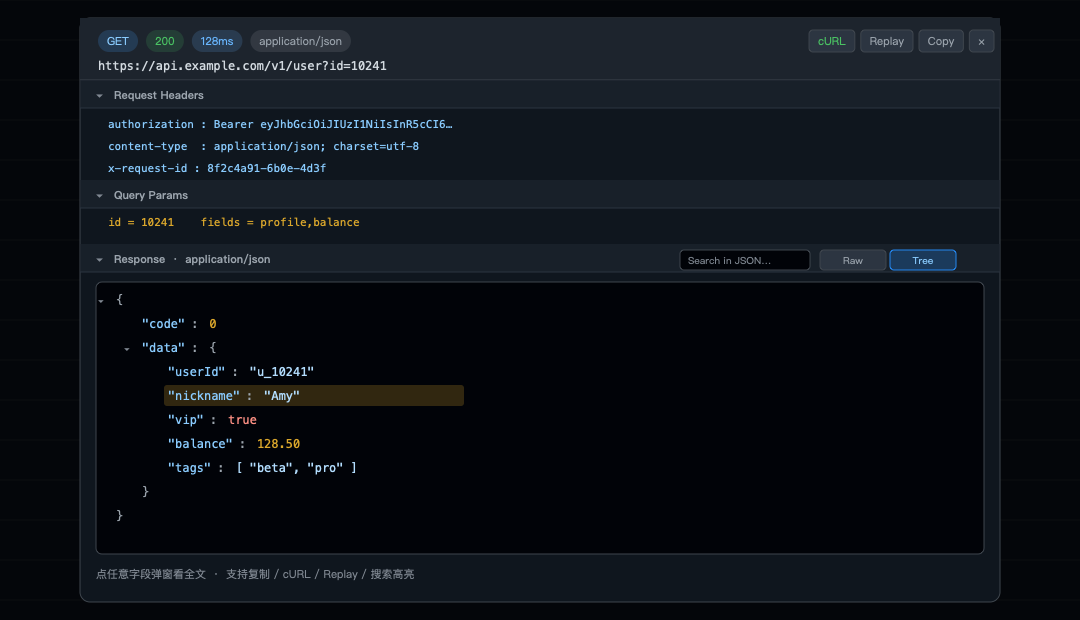 GET 200 128ms application/json cURL Replay Copy ×
https://api.example.com/v1/user?id=10241
Request Headers
authorization : Bearer eyJhbGciOiJIUzI1NiIsInR5cCI6…
content-type : application/json; charset=utf-8
x-request-id : 8f2c4a91-6b0e-4d3f
Query Params
id = 10241 fields = profile,balance
Response · application/json Search in JSON... Raw Tree
{
"code" : 0
"data" : {
"userId" : "u_10241"
"nickname" : "Amy"
"vip" : true
"balance" : 128.50
"tags" : [ "beta", "pro" ]
}
}
点任意字段弹窗看全文 · 支持复制 / cURL / Replay / 搜索高亮